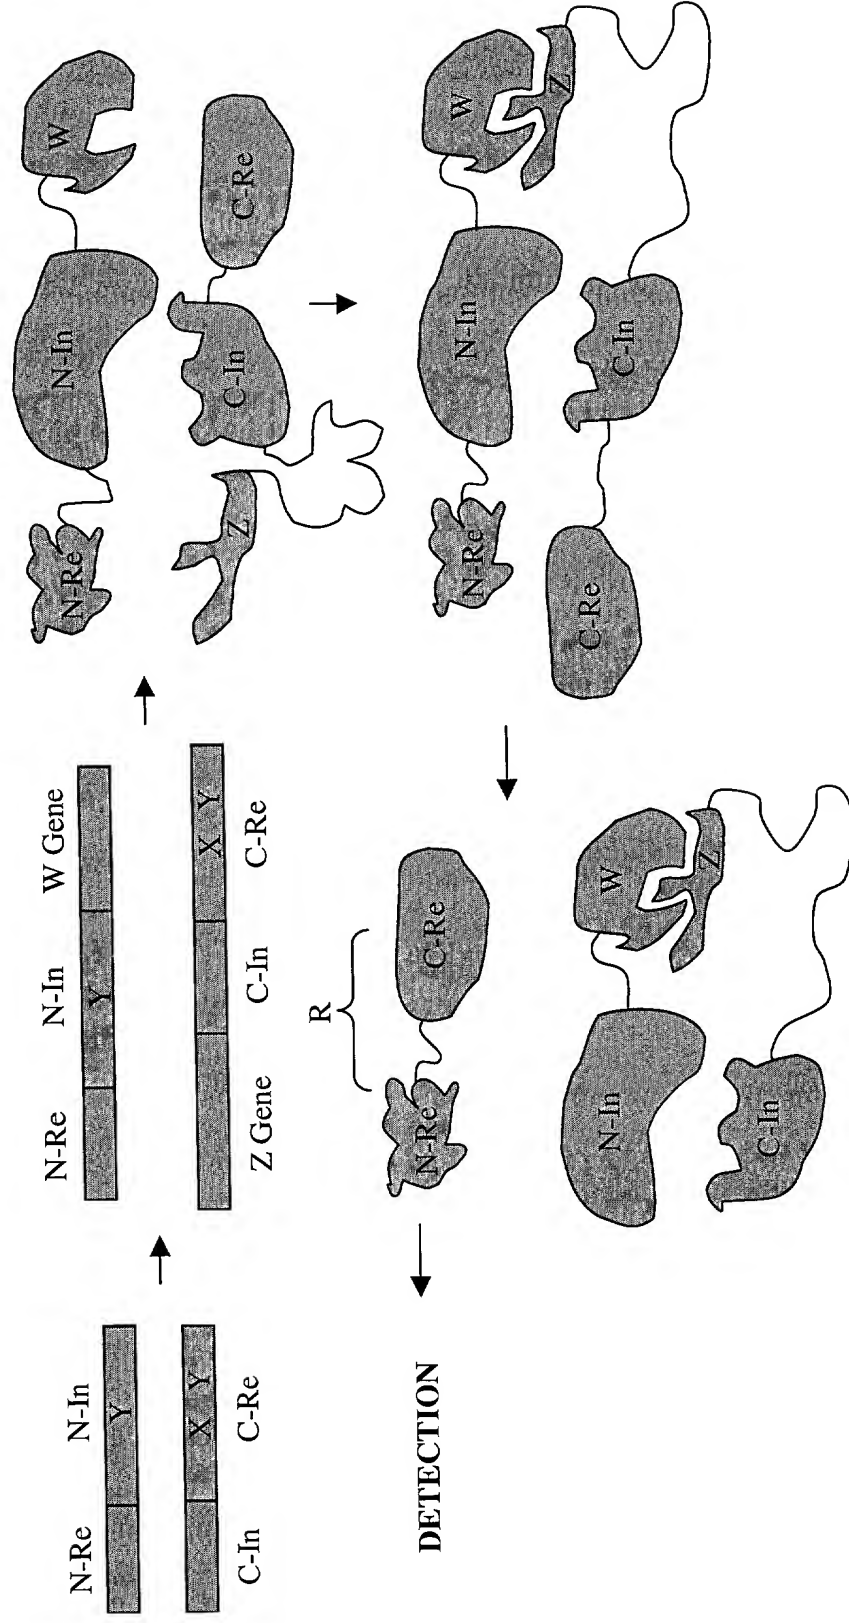 N-Re N-In
Y
X Y
C-In C-Re
N-Re N-In W Gene
Y
X Y
Z Gene C-In C-Re
N-Re N-In W
Z C-In C-Re
N-Re N-In W
C-Re C-In Z
R
N-Re C-Re
N-In W
C-In Z
DETECTION